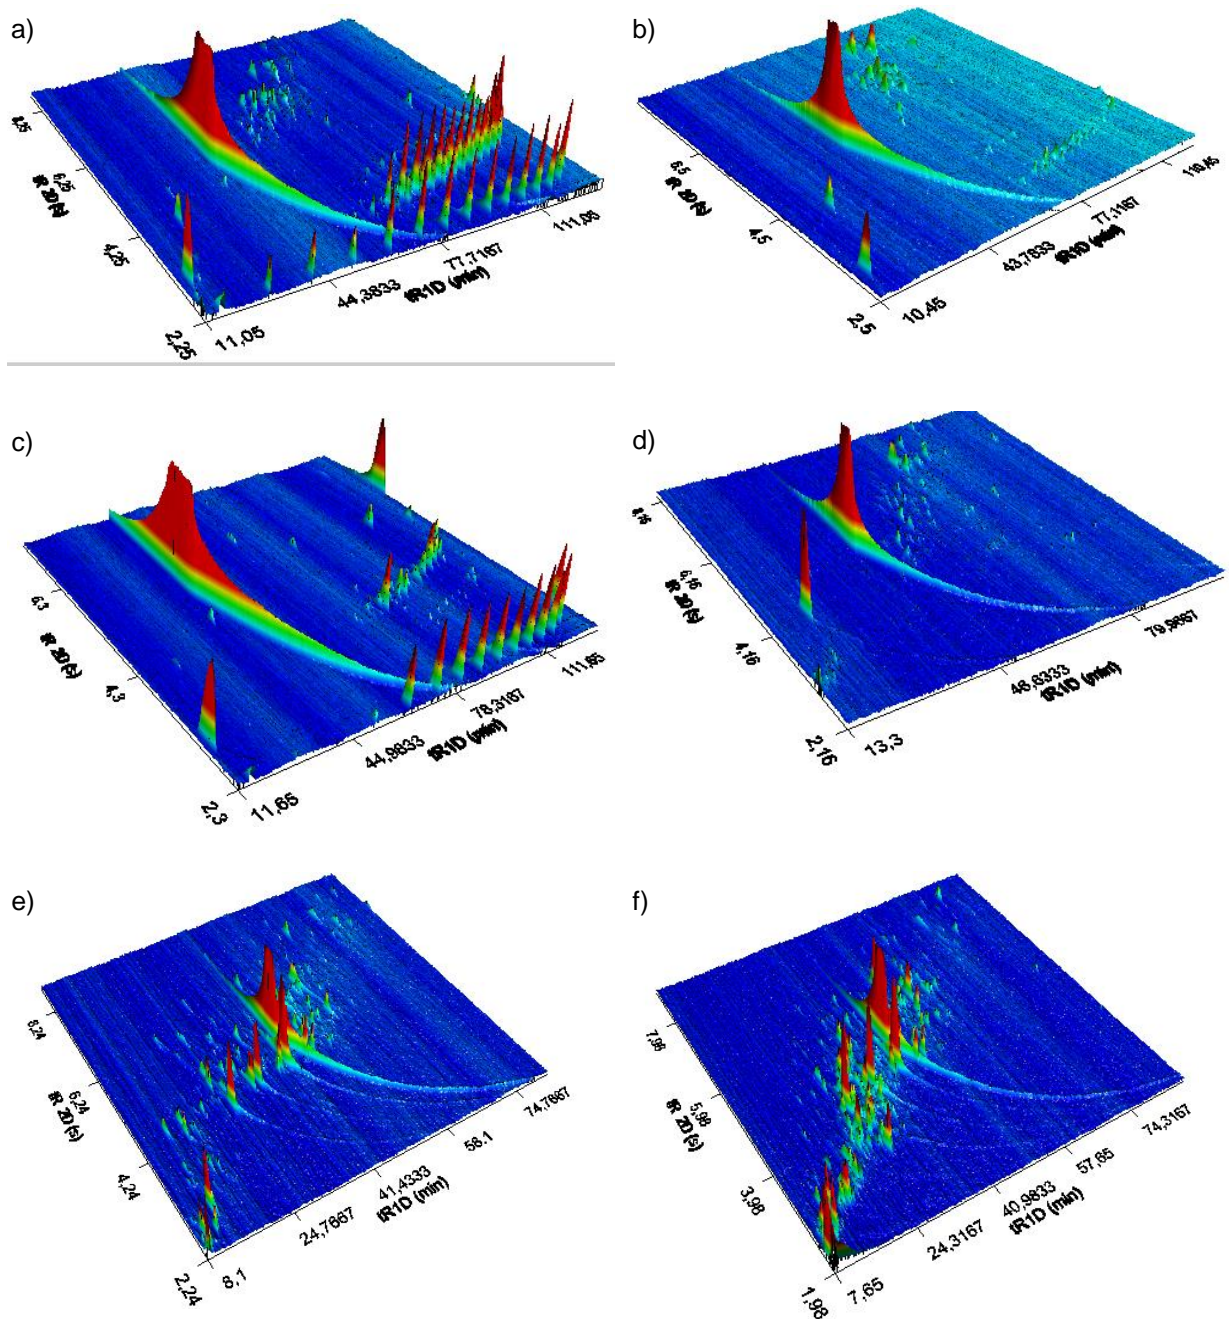 a)
8,25
6,25
tR 2D (s)
4,25
2,25
11,05
44,3833
tR1D (min)
77,7167
111,05
b)
6,5
tR 2D (s)
4,5
2,5
10,45
43,7833
tR1D (min)
77,1167
110,45
c)
6,3
tR 2D (s)
4,3
2,3
11,65
44,9833
tR1D (min)
78,3167
111,65
d)
8,16
6,16
tR 2D (s)
4,16
2,16
13,3
46,6333
tR1D (min)
79,9667
e)
8,24
6,24
tR 2D (s)
4,24
2,24
8,1
24,7667
41,4333
tR1D (min)
58,1
74,7667
f)
7,98
5,98
tR 2D (s)
3,98
1,98
7,65
24,3167
40,9833
tR1D (min)
57,65
74,3167